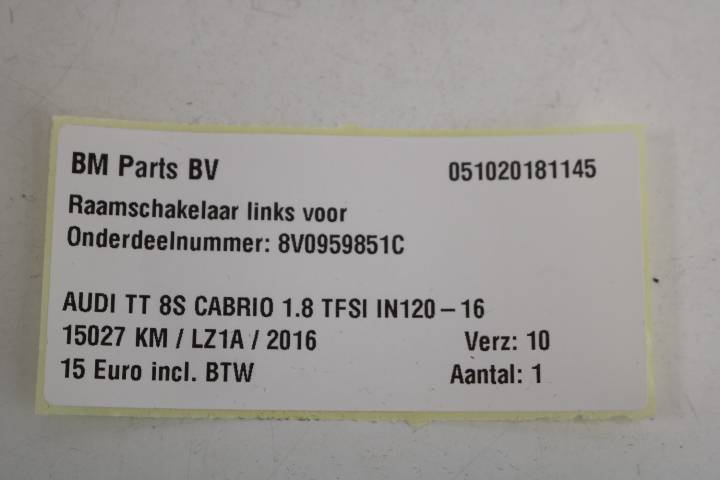 BM Parts BV 051020181145
Raamschakelaar links voor
Onderdeelnummer: 8V0959851C
AUDI TT 8S CABRIO 1.8 TFSI IN120-16
15027 KM / LZ1A / 2016 Verz: 10
15 Euro incl. BTW Aantal: 1